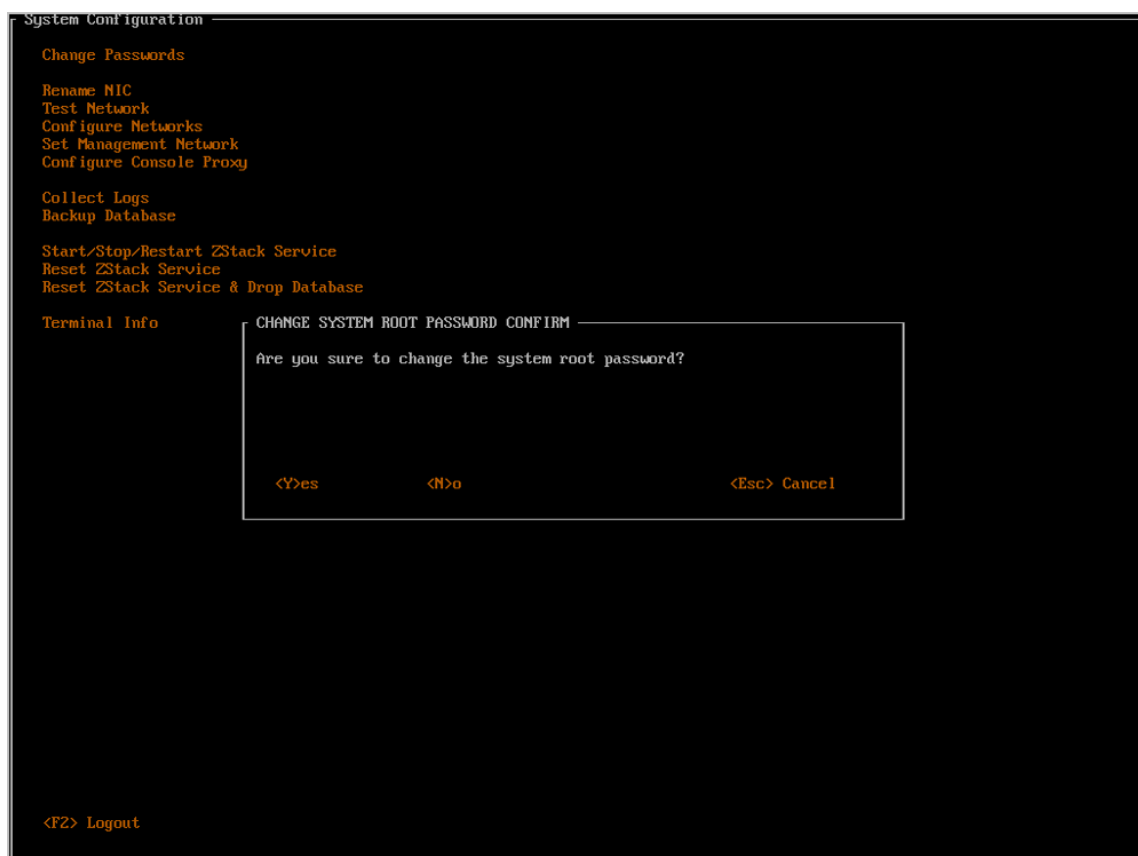 System Configuration
Change Passwords
Rename NIC
Test Network
Configure Networks
Set Management Network
Configure Console Proxy
Collect Logs
Backup Database
Start/Stop/Restart ZStack Service
Reset ZStack Service
Reset ZStack Service & Drop Database
Terminal Info
CHANGE SYSTEM ROOT PASSWORD CONFIRM
Are you sure to change the system root password?
<Y>es <N>o <Esc> Cancel
<F2> Logout